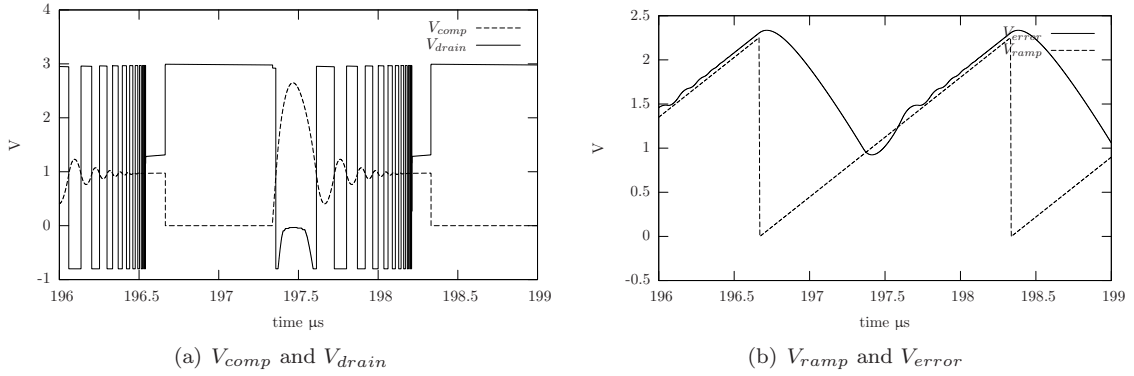 4
3
2
1
0
-1
196 196.5 197 197.5 198 198.5 199
V
time µs
V_comp
V_drain
(a) V_comp and V_drain
2.5
2
1.5
1
0.5
0
-0.5
196 196.5 197 197.5 198 198.5 199
V
time µs
V_error
V_ramp
(b) V_ramp and V_error